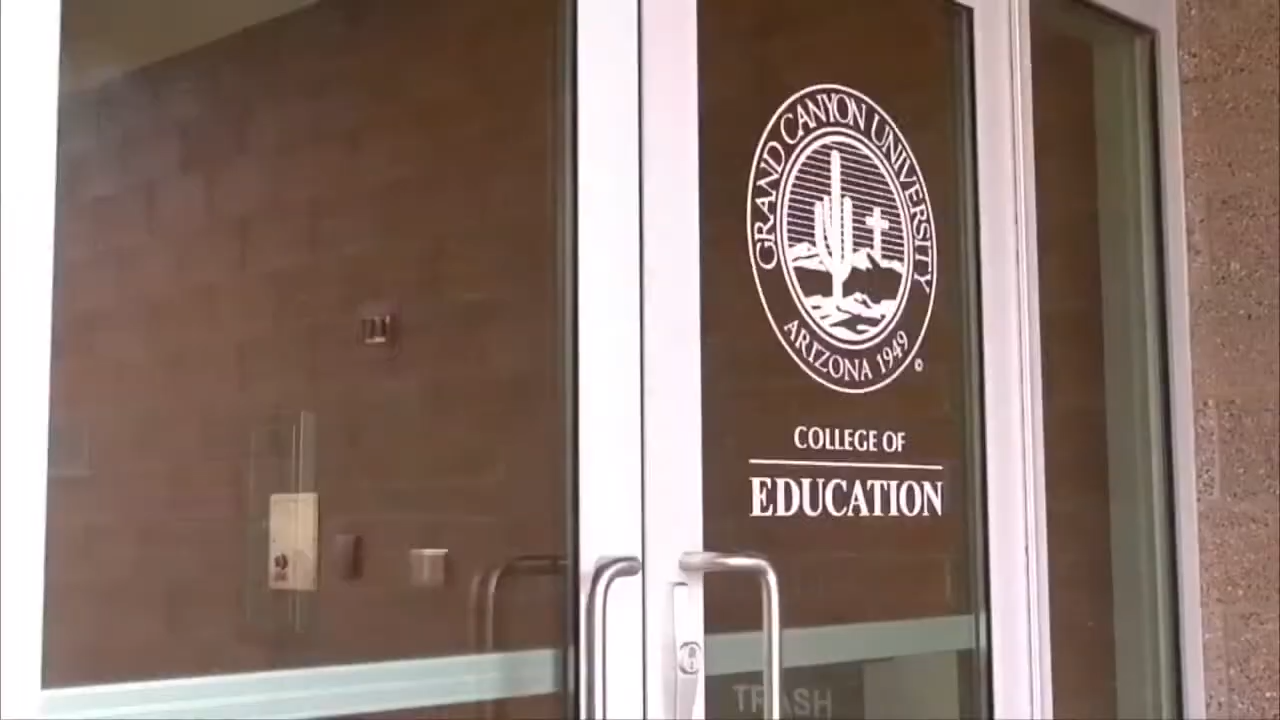 GRAND CANYON UNIVERSITY
ARIZONA 1949
©
COLLEGE OF
EDUCATION
TRASH